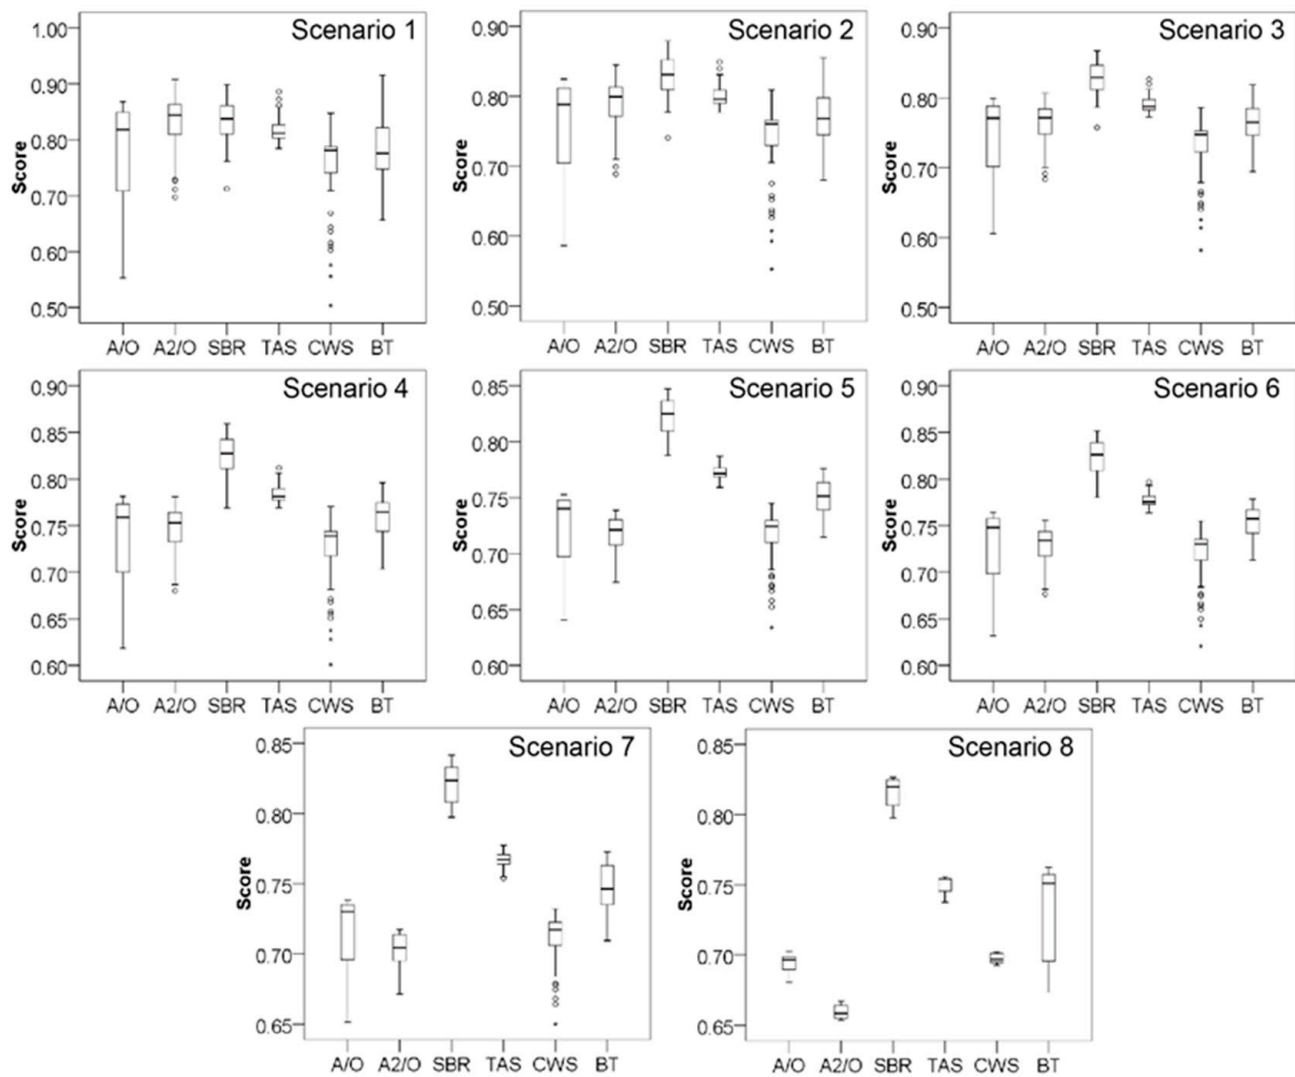 Scenario 1
1.00
0.90
0.80
0.70
0.60
0.50
Score
A/O A2/O SBR TAS CWS BT
Scenario 2
0.90
0.80
0.70
0.60
0.50
Score
A/O A2/O SBR TAS CWS BT
Scenario 3
0.90
0.80
0.70
0.60
0.50
Score
A/O A2/O SBR TAS CWS BT
Scenario 4
0.90
0.85
0.80
0.75
0.70
0.65
0.60
Score
A/O A2/O SBR TAS CWS BT
Scenario 5
0.85
0.80
0.75
0.70
0.65
0.60
Score
A/O A2/O SBR TAS CWS BT
Scenario 6
0.90
0.85
0.80
0.75
0.70
0.65
0.60
Score
A/O A2/O SBR TAS CWS BT
Scenario 7
0.85
0.80
0.75
0.70
0.65
Score
A/O A2/O SBR TAS CWS BT
Scenario 8
0.85
0.80
0.75
0.70
0.65
Score
A/O A2/O SBR TAS CWS BT